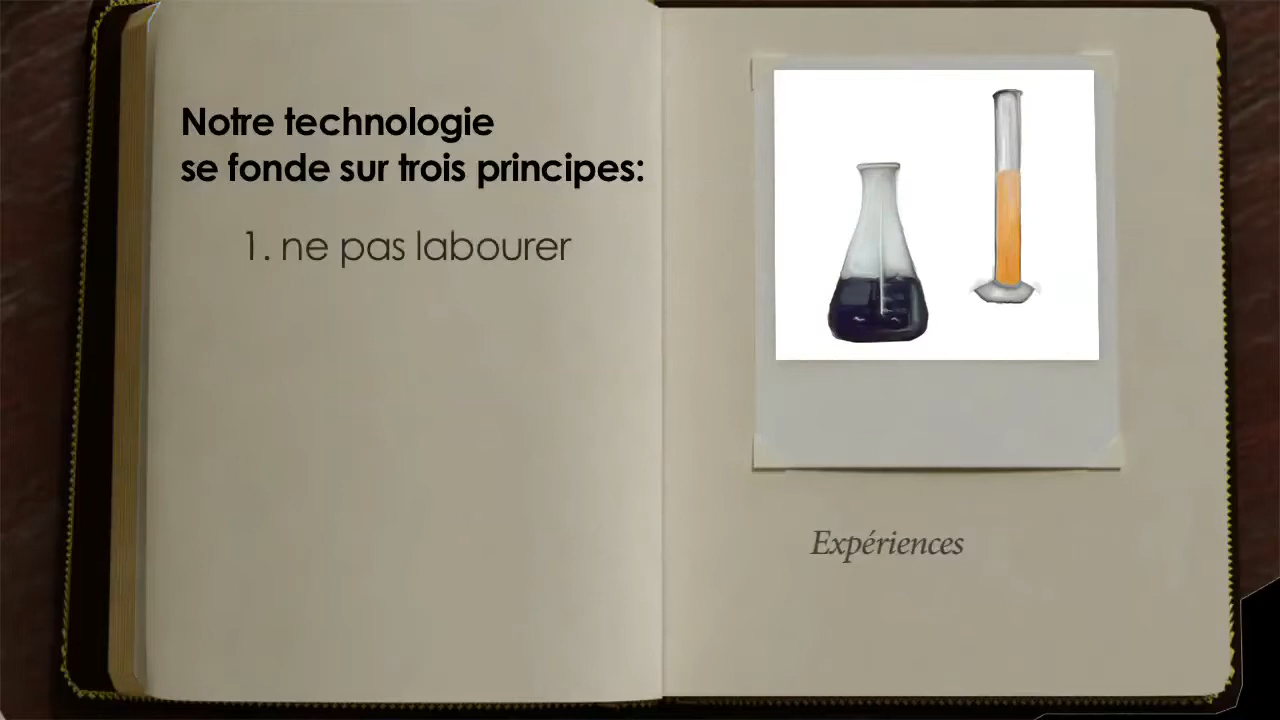 Notre technologie
se fonde sur trois principes:
1. ne pas labourer
Expériences